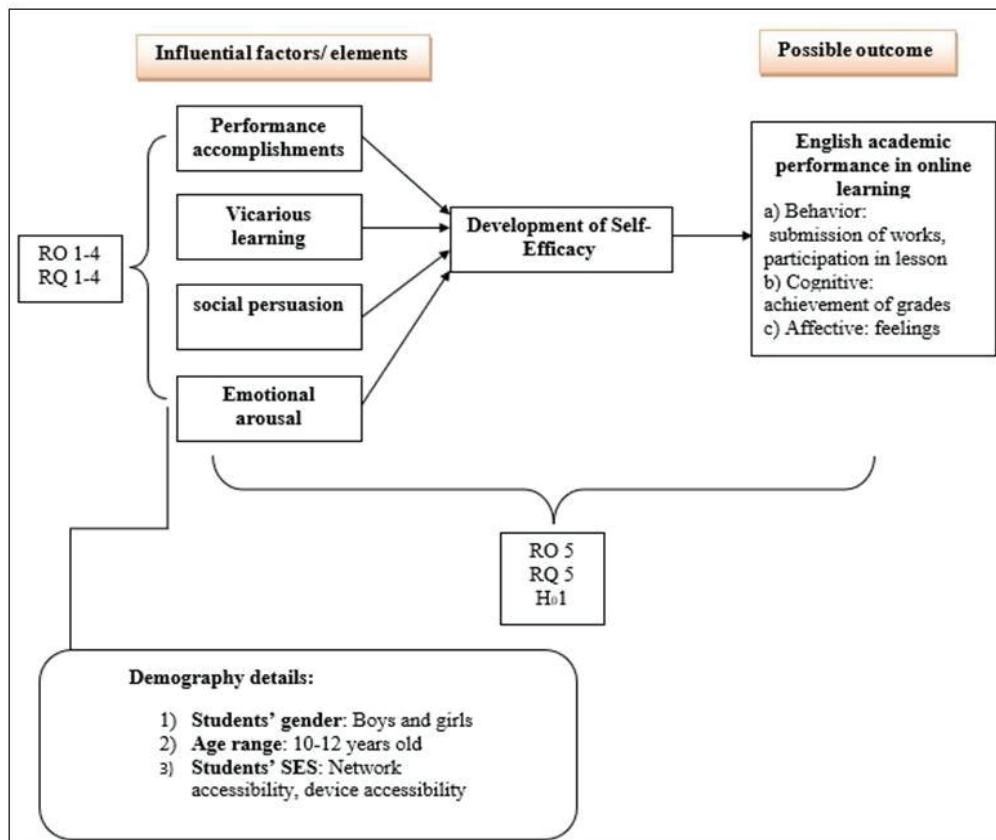 Influential factors/ elements
Possible outcome
Performance
accomplishments
Vicarious
learning
social persuasion
Emotional
arousal
RO 1-4
RQ 1-4
Development of Self-
Efficacy
English academic
performance in online
learning
a) Behavior:
submission of works,
participation in lesson
b) Cognitive:
achievement of grades
c) Affective: feelings
RO 5
RQ 5
H₀1
Demography details:
1) Students’ gender: Boys and girls
2) Age range: 10-12 years old
3) Students’ SES: Network
accessibility, device accessibility